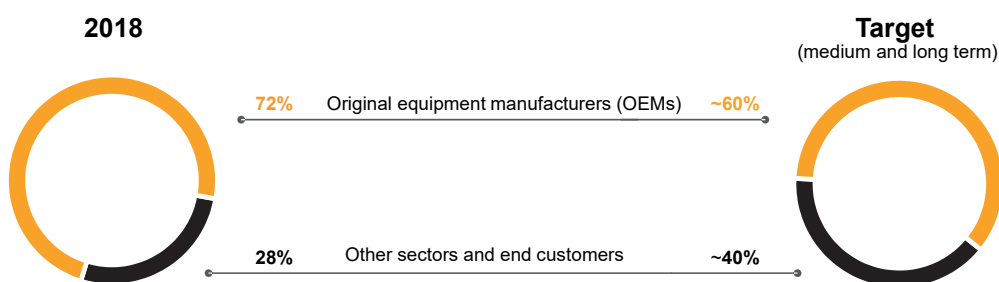 2018
Target
(medium and long term)
72% Original equipment manufacturers (OEMs) ~60%
28% Other sectors and end customers ~40%